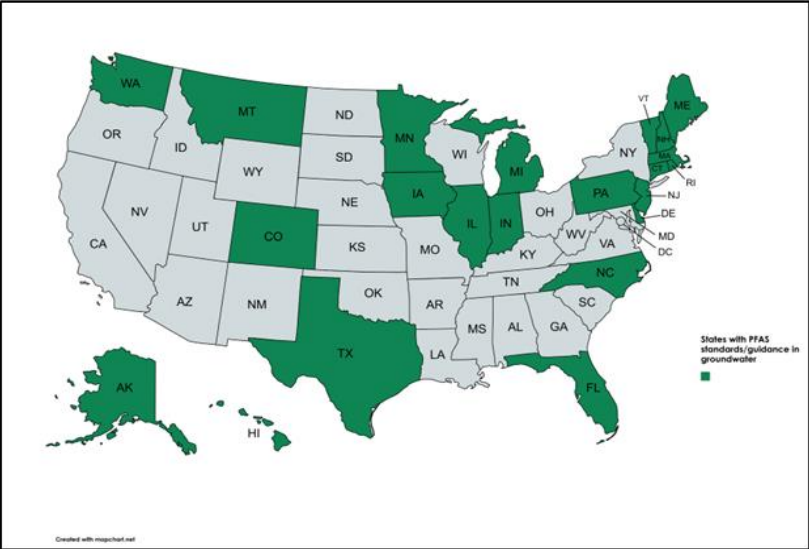 WA
MT
ND
MN
VT
ME
OR
ID
SD
WI
NH
NY
MA
WY
MI
CT
RI
IA
PA
NJ
NV
NE
IL
IN
OH
DE
UT
CO
MD
WV
CA
KS
MO
VA
DC
KY
NC
TN
OK
AZ
NM
AR
SC
MS
AL
GA
States with PFAS
standards/guidance in
groundwater
TX
LA
AK
FL
HI
Created with mapchart.net